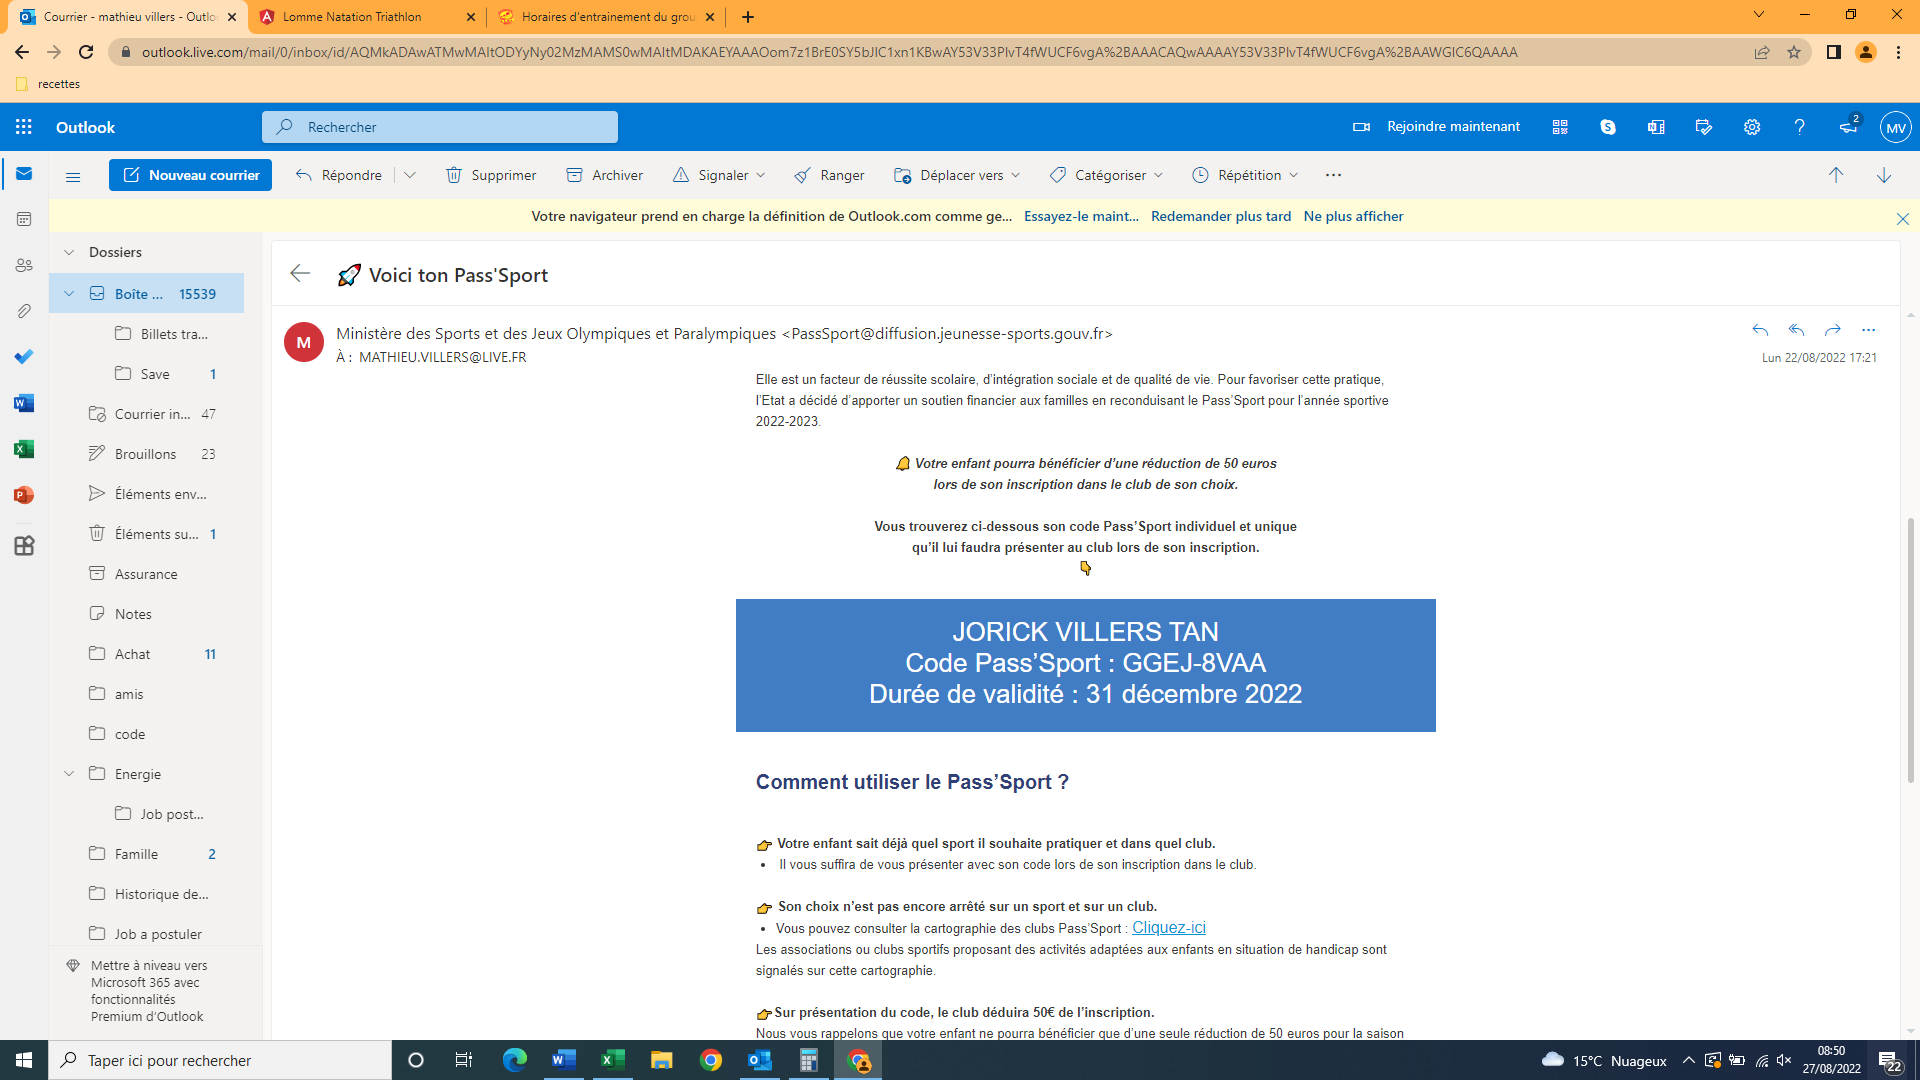 Courrier - mathieu villers - Outlo
Lomme Natation Triathlon
Horaires d'entrainement du grou
outlook.live.com/mail/0/inbox/id/AQMkADAwATMwMAItODYyNy02MzMAMS0wMAItMDAKAEYAAAOom7z1BrE0SY5bJIC1xn1KBwAY53V33PIvT4fWUCF6vgA%2BAAACAQwAAAAY53V33PIvT4fWUCF6vgA%2BAAWGIC6QAAAA
recettes
Outlook
Rechercher
Rejoindre maintenant
2
MV
Nouveau courrier
Répondre
Supprimer
Archiver
Signaler
Ranger
Déplacer vers
Catégoriser
Répétition
Votre navigateur prend en charge la définition de Outlook.com comme ge... Essayez-le maint... Redemander plus tard Ne plus afficher
Dossiers
Boîte ... 15539
Billets tra...
Save 1
Courrier in... 47
Brouillons 23
Éléments env...
Éléments su... 1
Assurance
Notes
Achat 11
amis
code
Energie
Job post...
Famille 2
Historique de...
Job a postuler
Mettre à niveau vers
Microsoft 365 avec
fonctionnalités
Premium d'Outlook
Voici ton Pass'Sport
M
Ministère des Sports et des Jeux Olympiques et Paralympiques <PassSport@diffusion.jeunesse-sports.gouv.fr>
À : MATHIEU.VILLERS@LIVE.FR
Lun 22/08/2022 17:21
Elle est un facteur de réussite scolaire, d'intégration sociale et de qualité de vie. Pour favoriser cette pratique,
l'Etat a décidé d'apporter un soutien financier aux familles en reconduisant le Pass'Sport pour l'année sportive
2022-2023.
Votre enfant pourra bénéficier d'une réduction de 50 euros
lors de son inscription dans le club de son choix.
Vous trouverez ci-dessous son code Pass'Sport individuel et unique
qu'il lui faudra présenter au club lors de son inscription.
JORICK VILLERS TAN
Code Pass'Sport : GGEJ-8VAA
Durée de validité : 31 décembre 2022
Comment utiliser le Pass'Sport ?
Votre enfant sait déjà quel sport il souhaite pratiquer et dans quel club.
• Il vous suffira de vous présenter avec son code lors de son inscription dans le club.
Son choix n'est pas encore arrêté sur un sport et sur un club.
• Vous pouvez consulter la cartographie des clubs Pass'Sport : Cliquez-ici
Les associations ou clubs sportifs proposant des activités adaptées aux enfants en situation de handicap sont
signalés sur cette cartographie.
Sur présentation du code, le club déduira 50€ de l'inscription.
Nous vous rappelons que votre enfant ne pourra bénéficier que d'une seule réduction de 50 euros pour la saison
Taper ici pour rechercher
15°C Nuageux
08:50
27/08/2022
22